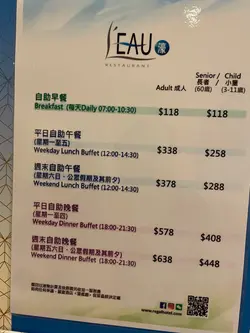 L'EAU 漾
RESTAURANT
Adult 成人
Senior / Child
長者 / 小童
(60歲) (3-11歲)
自助早餐
Breakfast (每天Daily 07:00-10:30) $118 $118
平日自助午餐
(星期一至五)
Weekday Lunch Buffet (12:00-14:30) $338 $258
週末自助午餐
(星期六日、公眾假期及其前夕)
Weekend Lunch Buffet (12:00-14:30) $378 $288
平日自助晚餐
(星期一至四)
Weekday Dinner Buffet (18:00-21:30) $578 $408
週末自助晚餐
(星期五六日、公眾假期及其前夕)
Weekend Dinner Buffet (18:00-21:30) $638 $448
www.regalhotel.com